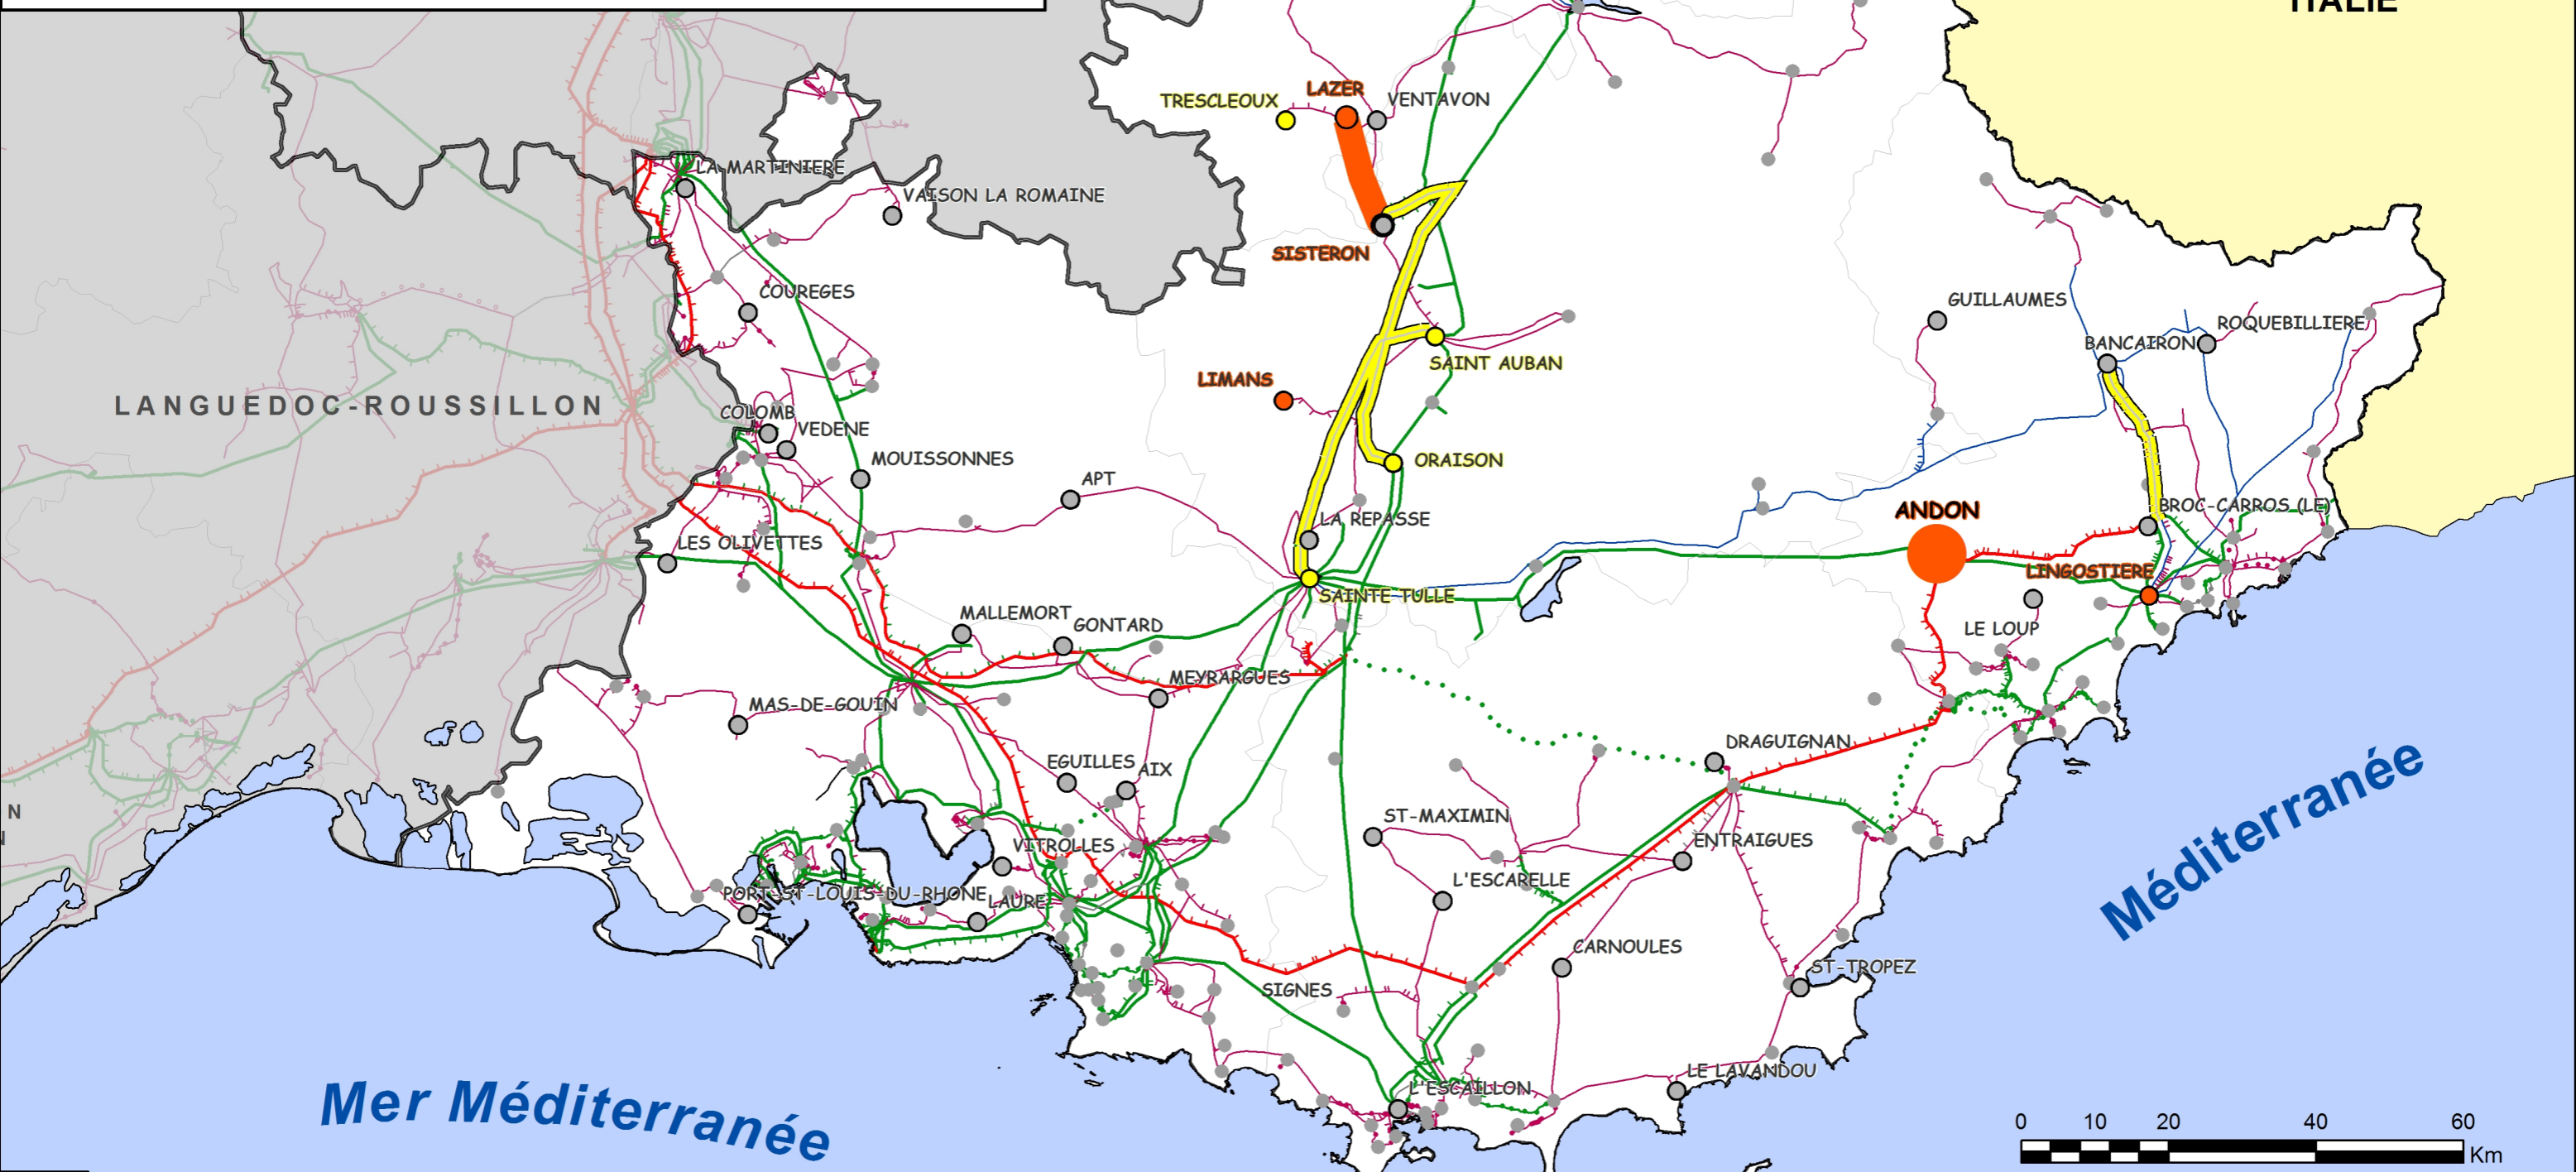 ITALIE
LAZER
TRESCLEOUX
VENTAVON
LA MARTINIERE
VAISON LA ROMAINE
SISTERON
COUREGES
GUILLAUMES
ROQUEBILLIERE
BANCAIRON
SAINT AUBAN
LIMANS
LANGUEDOC-ROUSSILLON
COLOMB
VEDENE
MOUISSONNES
ORAISON
APT
LA REPASSE
ANDON
BROC-CARROS (LE)
LES OLIVETTES
LINGOSTIERE
SAINTE TULLE
MALLEMORT
GONTARD
LE LOUP
MEYRARGUES
MAS-DE-GOUIN
DRAGUIGNAN
EGUILLES
AIX
Méditerranée
N
ST-MAXIMIN
VITROLLES
ENTRAIGUES
L'ESCARELLE
PORT-ST-LOUIS-DU-RHONE
LAURE
CARNOULES
ST-TROPEZ
SIGNES
LE LAVANDOU
L'ESCAILLON
Mer Méditerranée
0 10 20 40 60
Km